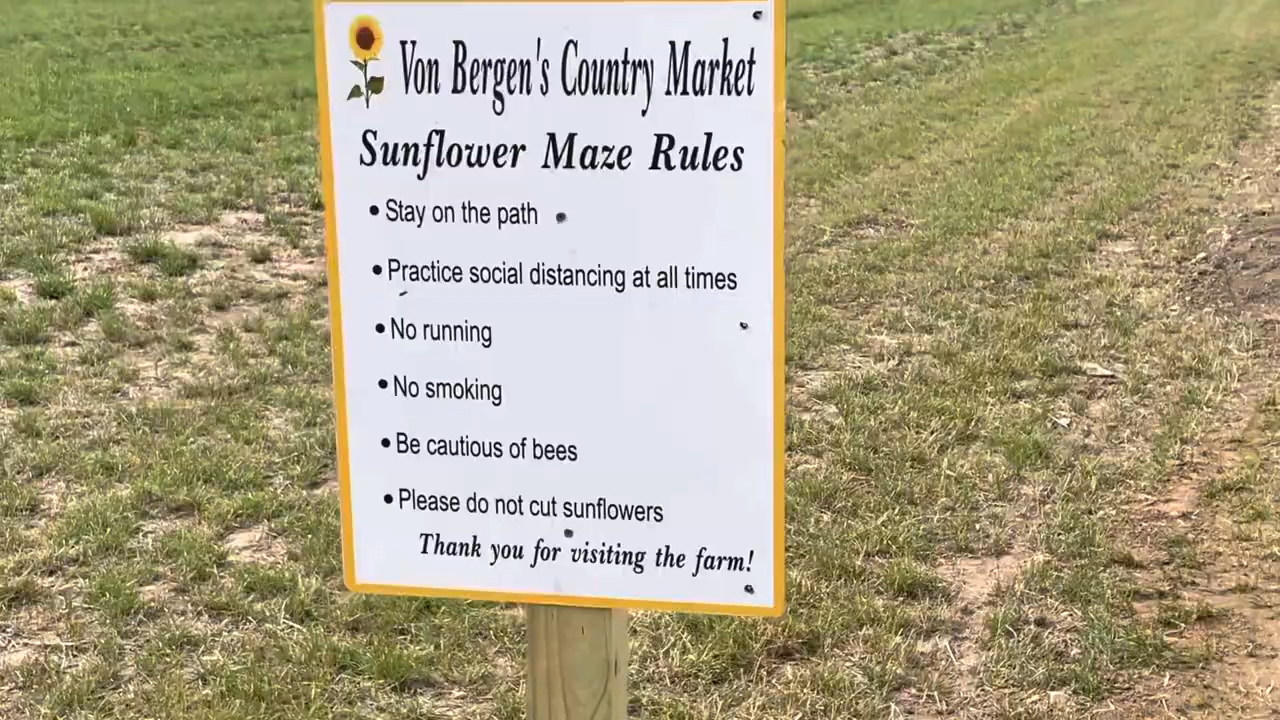 Von Bergen's Country Market
Sunflower Maze Rules
• Stay on the path
• Practice social distancing at all times
• No running
• No smoking
• Be cautious of bees
• Please do not cut sunflowers
Thank you for visiting the farm!